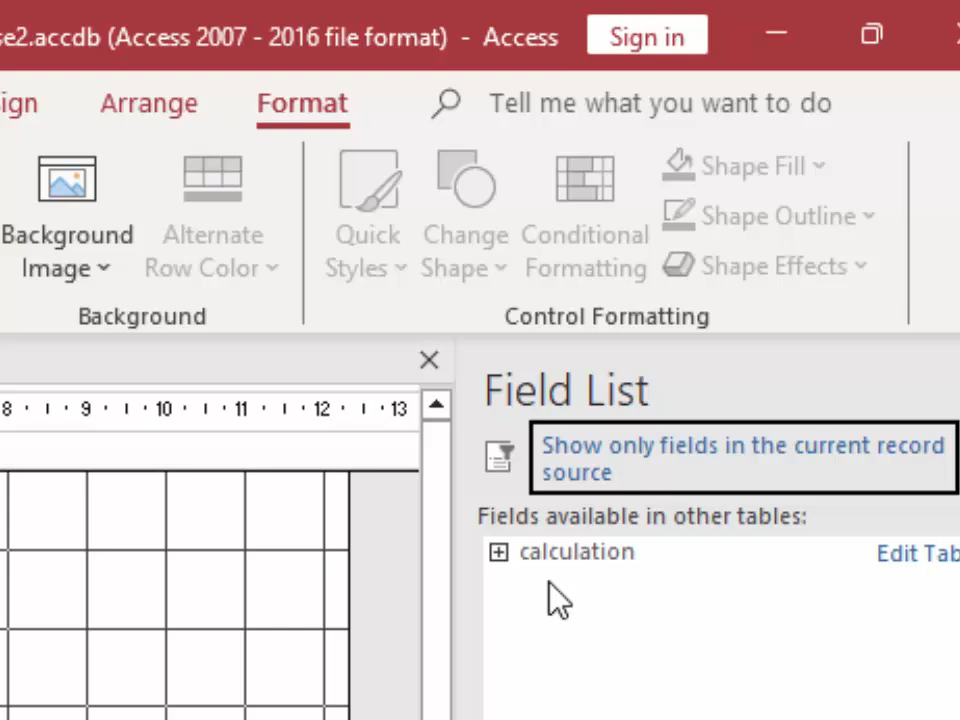 se2.accdb (Access 2007 - 2016 file format) - Access Sign in
ign Arrange Format Tell me what you want to do
Background
Image
Alternate
Row Color
Quick
Styles
Change
Shape
Conditional
Formatting
Shape Fill
Shape Outline
Shape Effects
Background
Control Formatting
8 9 10 11 12 13
Field List
Show only fields in the current record
source
Fields available in other tables:
calculation Edit Tab